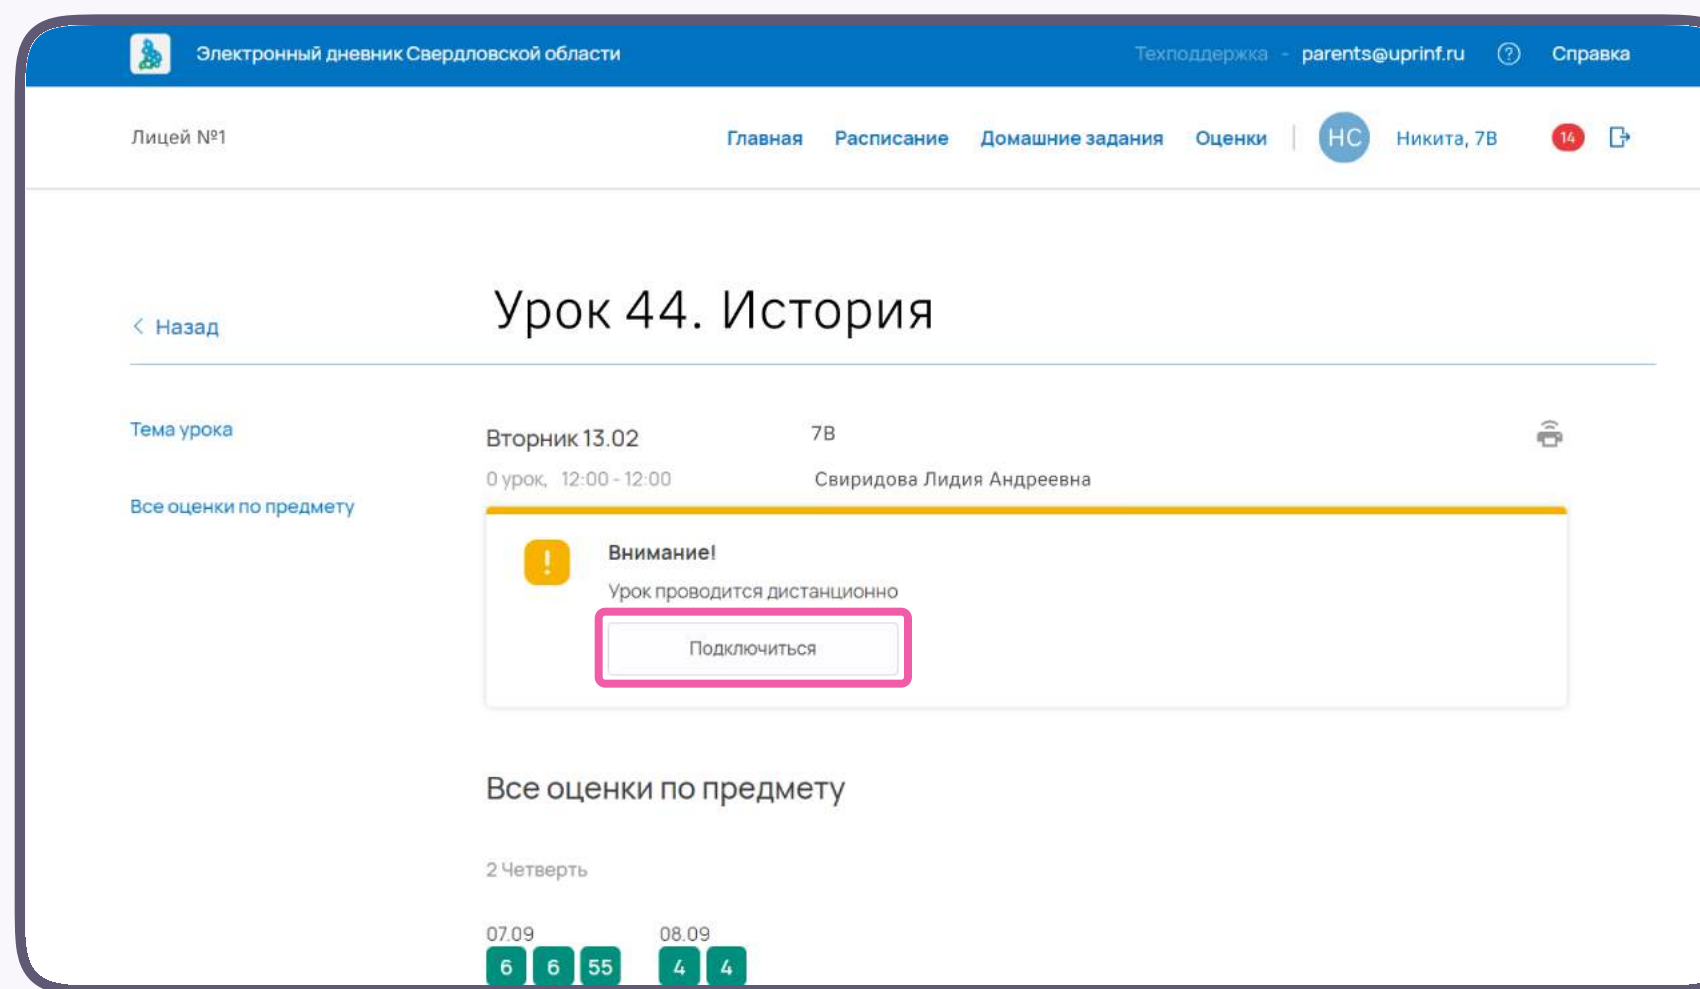 Электронный дневник Свердловской области
Техподдержка - parents@uprinf.ru ? Справка
Лицей №1
Главная Расписание Домашние задания Оценки | НС Никита, 7В 14
Назад
Урок 44. История
Тема урока
Все оценки по предмету
Вторник 13.02 7В
0 урок, 12:00 - 12:00 Свиридова Лидия Андреевна
! Внимание!
Урок проводится дистанционно
Подключиться
Все оценки по предмету
2 Четверть
07.09 08.09
6 6 55 4 4